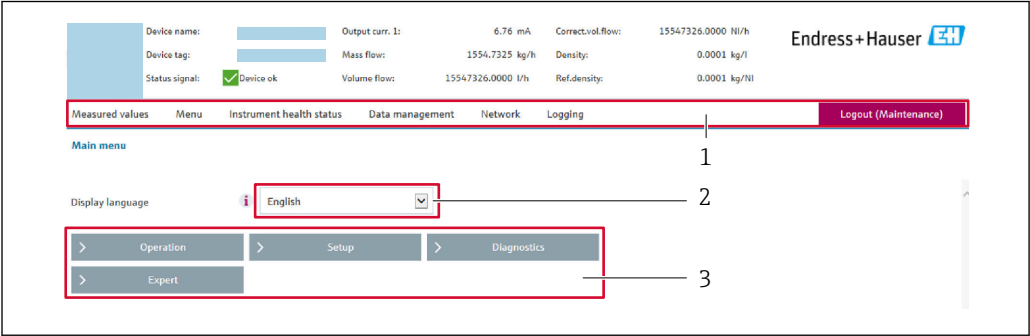 Device name: Output curr. 1: 6.76 mA Correct.vol.flow: 15547326.0000 Nl/h
Endress+Hauser EH
Device tag: Mass flow: 1554.7325 kg/h Density: 0.0001 kg/l
Status signal: Device ok Volume flow: 15547326.0000 l/h Ref.density: 0.0001 kg/Nl
Measured values Menu Instrument health status Data management Network Logging Logout (Maintenance)
1
Main menu
Display language i English 2
> Operation > Setup > Diagnostics
> Expert 3